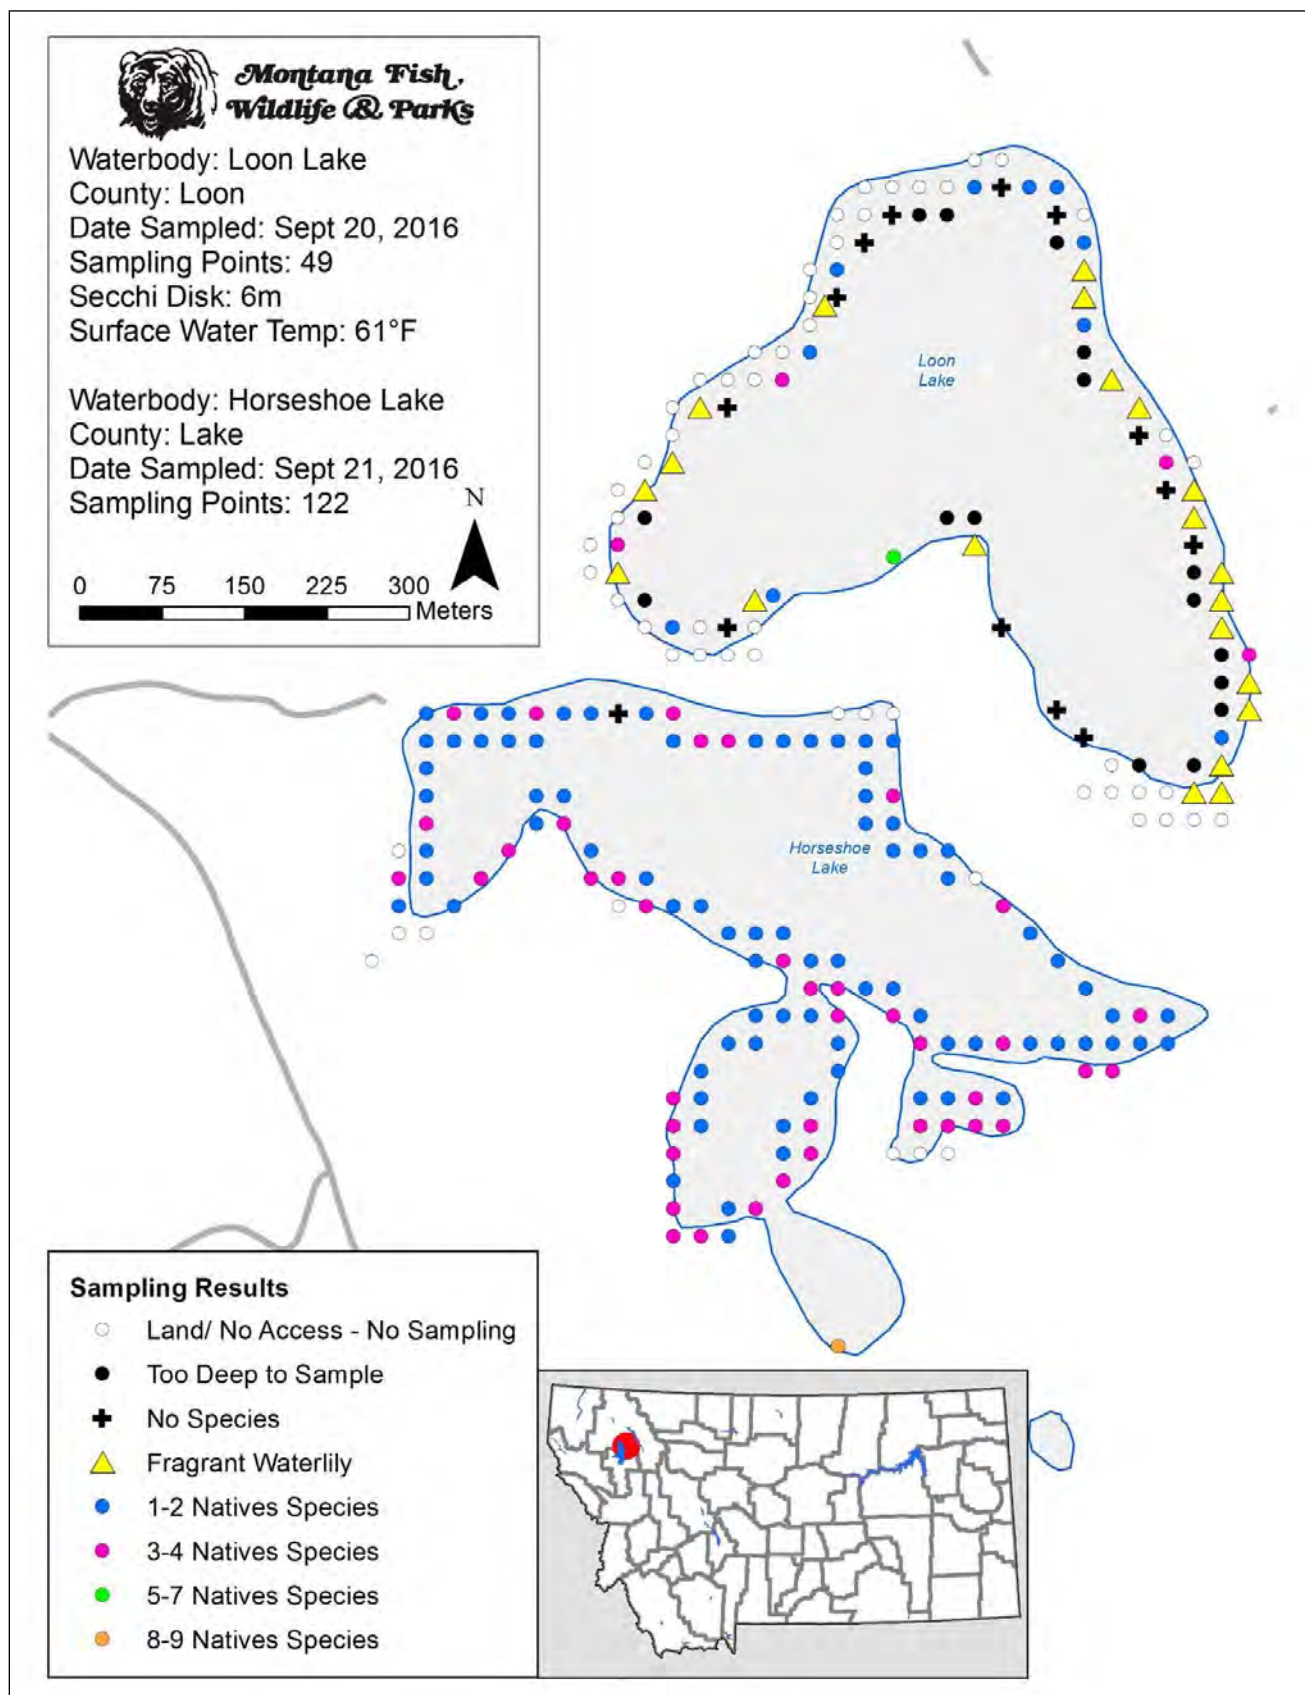 Montana Fish,
Wildlife & Parks
Waterbody: Loon Lake
County: Loon
Date Sampled: Sept 20, 2016
Sampling Points: 49
Secchi Disk: 6m
Surface Water Temp: 61°F
Waterbody: Horseshoe Lake
County: Lake
Date Sampled: Sept 21, 2016
Sampling Points: 122
N
0 75 150 225 300
Meters
Loon
Lake
Horseshoe
Lake
Sampling Results
Land/ No Access - No Sampling
Too Deep to Sample
No Species
Fragrant Waterlily
1-2 Natives Species
3-4 Natives Species
5-7 Natives Species
8-9 Natives Species